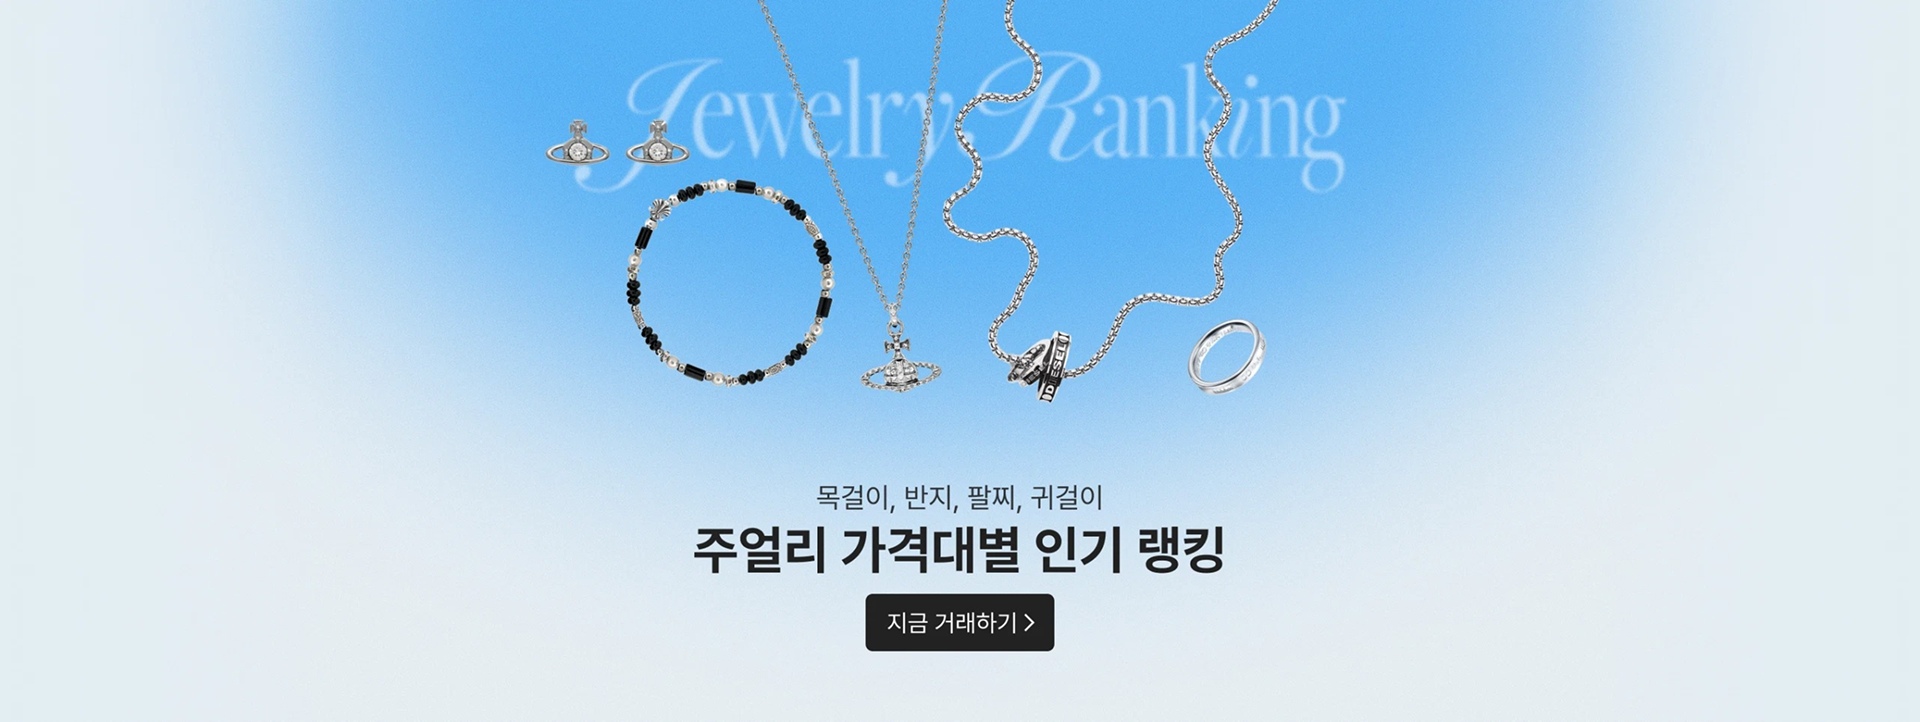 Jewelry Ranking
DIESEL
목걸이, 반지, 팔찌, 귀걸이
주얼리 가격대별 인기 랭킹
지금 거래하기 >